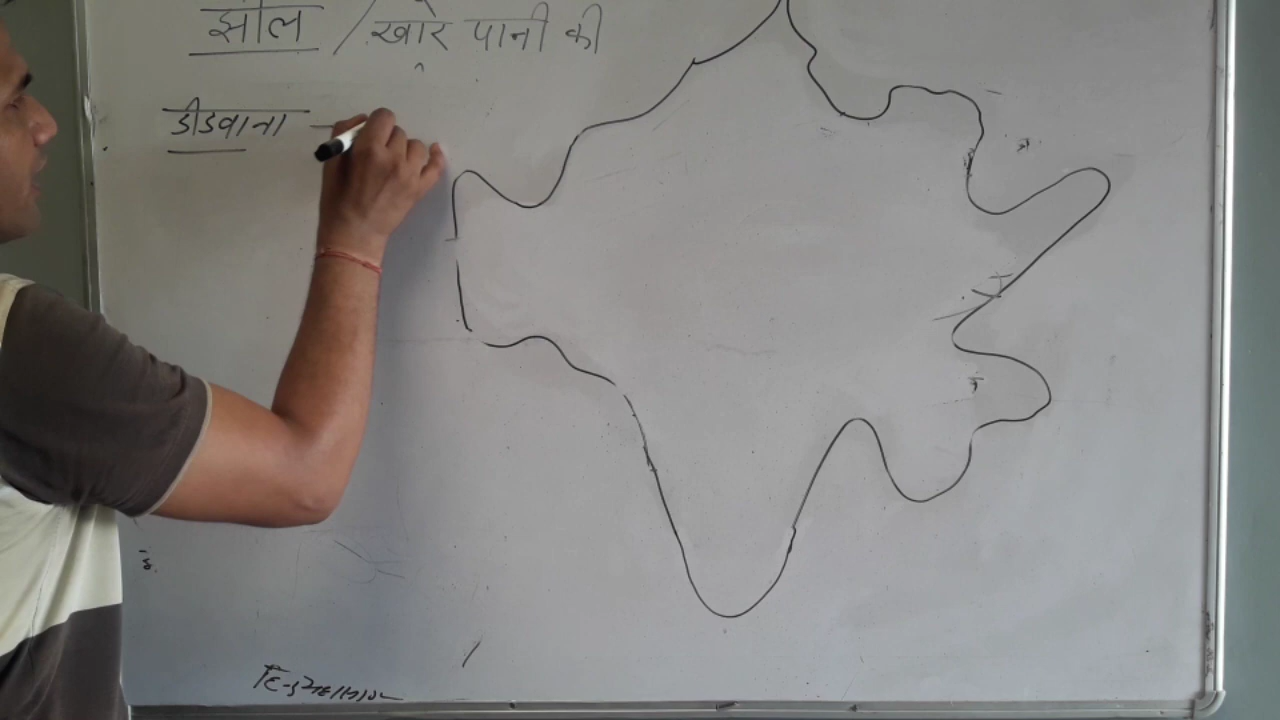 झील / खारे पानी की
डीडवाना –